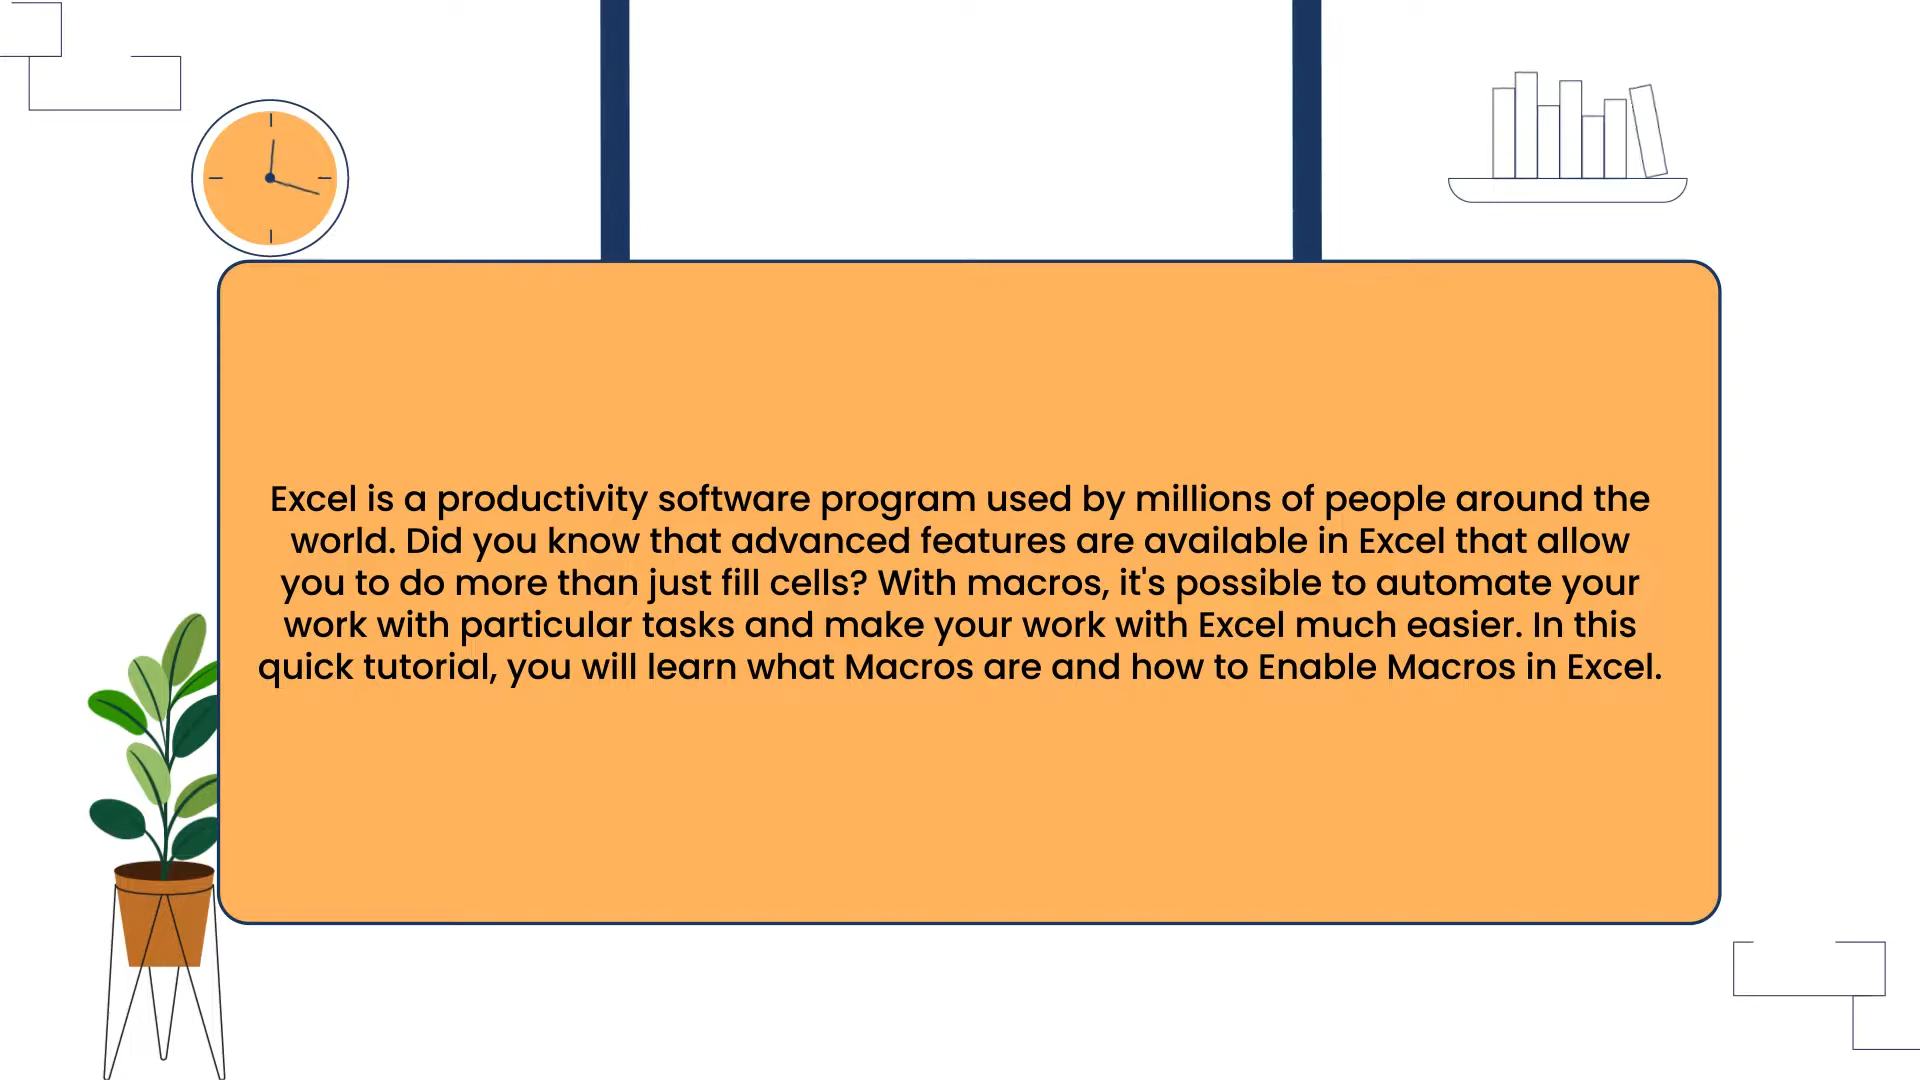 Excel is a productivity software program used by millions of people around the
world. Did you know that advanced features are available in Excel that allow
you to do more than just fill cells? With macros, it's possible to automate your
work with particular tasks and make your work with Excel much easier. In this
quick tutorial, you will learn what Macros are and how to Enable Macros in Excel.